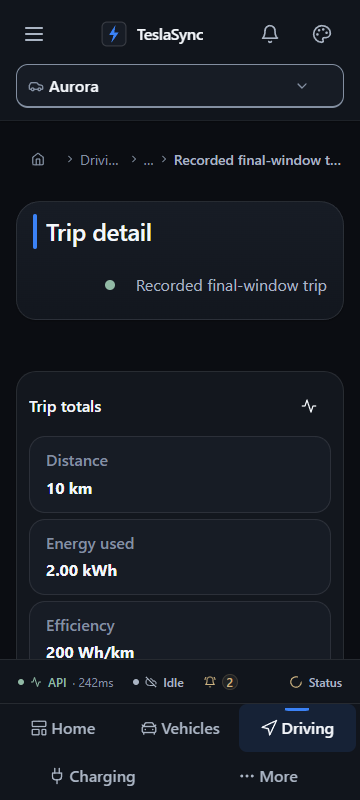 TeslaSync
Aurora
Drivi... ... Recorded final-window t...
Trip detail
Recorded final-window trip
Trip totals
Distance
10 km
Energy used
2.00 kWh
Efficiency
200 Wh/km
API · 242ms Idle 2 Status
Home Vehicles Driving
Charging More